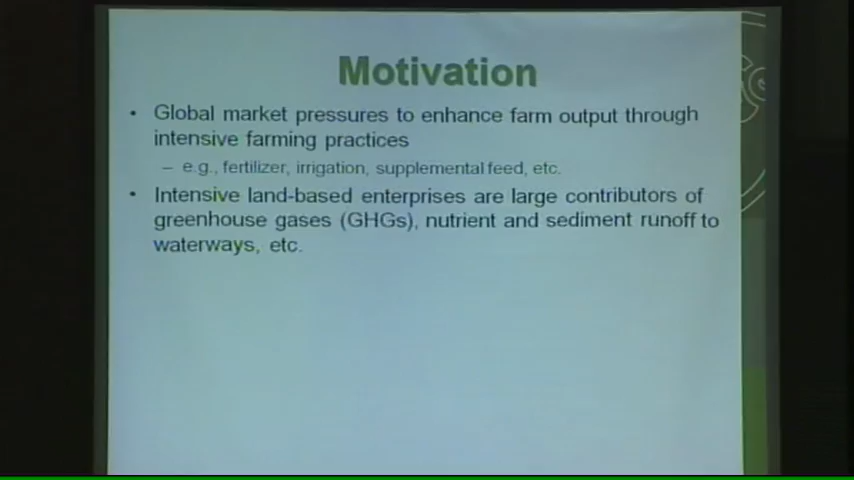 Motivation
• Global market pressures to enhance farm output through
intensive farming practices
– e.g., fertilizer, irrigation, supplemental feed, etc.
• Intensive land-based enterprises are large contributors of
greenhouse gases (GHGs), nutrient and sediment runoff to
waterways, etc.